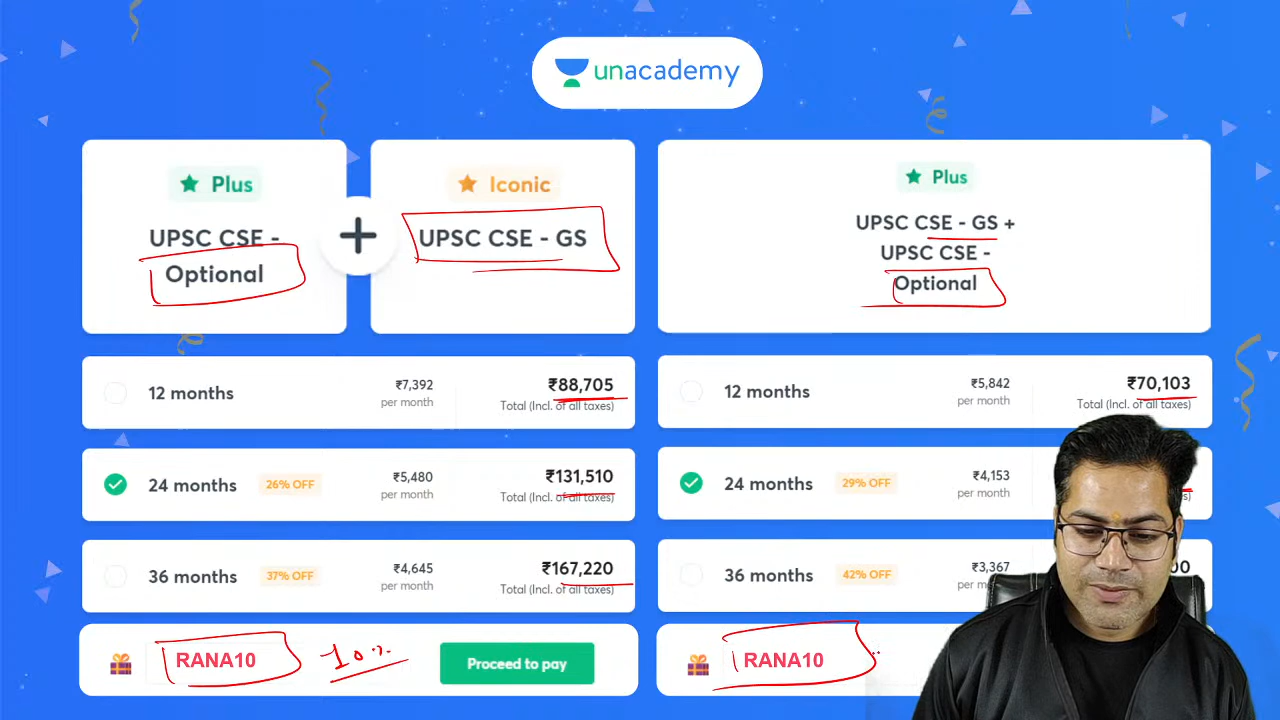 unacademy
Plus
UPSC CSE -
Optional
+
Iconic
UPSC CSE - GS
Plus
UPSC CSE - GS +
UPSC CSE -
Optional
12 months
₹7,392
per month
₹88,705
Total (Incl. of all taxes)
24 months
26% OFF
₹5,480
per month
₹131,510
Total (Incl. of all taxes)
36 months
37% OFF
₹4,645
per month
₹167,220
Total (Incl. of all taxes)
RANA10
10%
Proceed to pay
12 months
₹5,842
per month
₹70,103
Total (Incl. of all taxes)
24 months
29% OFF
₹4,153
per month
36 months
42% OFF
₹3,367
RANA10